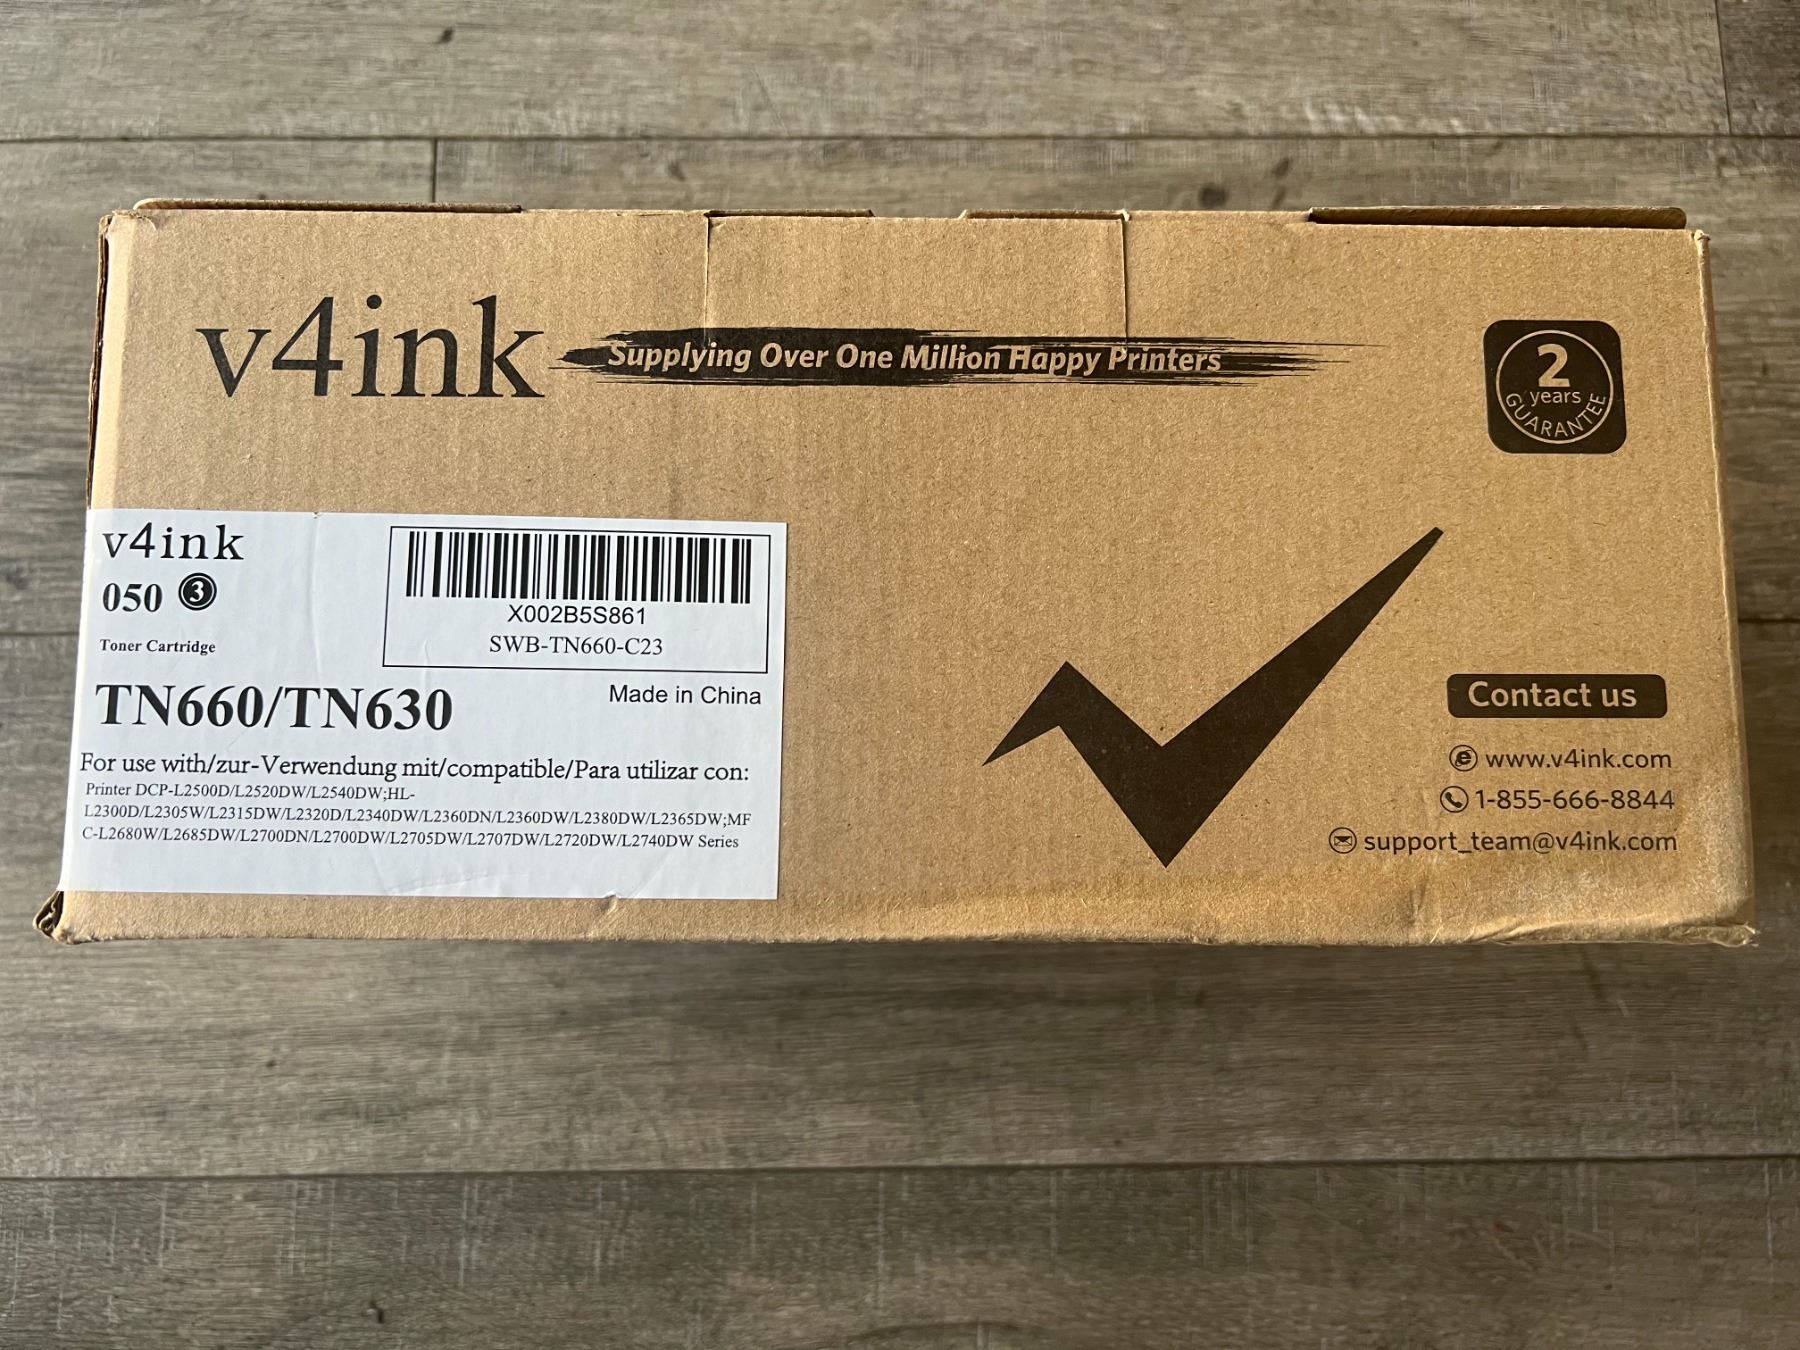 v4ink
Supplying Over One Million Happy Printers
2
years
GUARANTEE
v4ink
050 3
Toner Cartridge
X002B5S861
SWB-TN660-C23
TN660/TN630
Made in China
For use with/zur-Verwendung mit/compatible/Para utilizar con:
Printer DCP-L2500D/L2520DW/L2540DW;HL-
L2300D/L2305W/L2315DW/L2320D/L2340DW/L2360DN/L2360DW/L2380DW/L2365DW;MF
C-L2680W/L2685DW/L2700DN/L2700DW/L2705DW/L2707DW/L2720DW/L2740DW Series
Contact us
www.v4ink.com
1-855-666-8844
support_team@v4ink.com